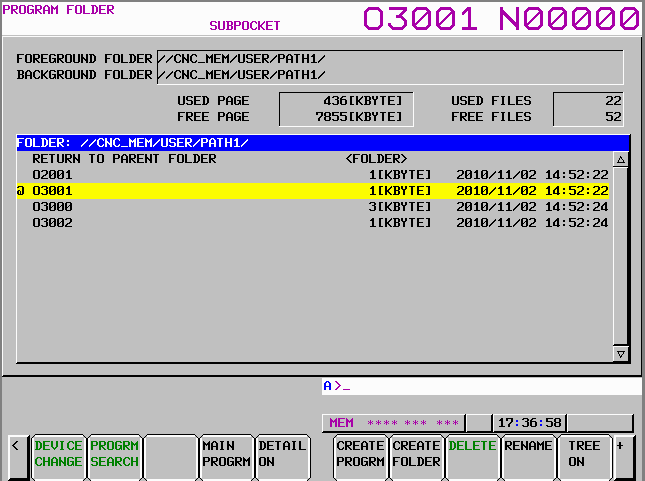 PROGRAM FOLDER
SUBPOCKET
O3001 N00000
FOREGROUND FOLDER //CNC_MEM/USER/PATH1/
BACKGROUND FOLDER //CNC_MEM/USER/PATH1/
USED PAGE 436[KBYTE] USED FILES 22
FREE PAGE 7855[KBYTE] FREE FILES 52
FOLDER: //CNC_MEM/USER/PATH1/
RETURN TO PARENT FOLDER <FOLDER>
O2001 1[KBYTE] 2010/11/02 14:52:22
@ O3001 1[KBYTE] 2010/11/02 14:52:22
O3000 3[KBYTE] 2010/11/02 14:52:24
O3002 1[KBYTE] 2010/11/02 14:52:24
A>_
MEM **** *** *** 17:36:58
< DEVICE CHANGE
PROGRM SEARCH
MAIN PROGRM
DETAIL ON
CREATE PROGRM
CREATE FOLDER
DELETE
RENAME
TREE ON
+